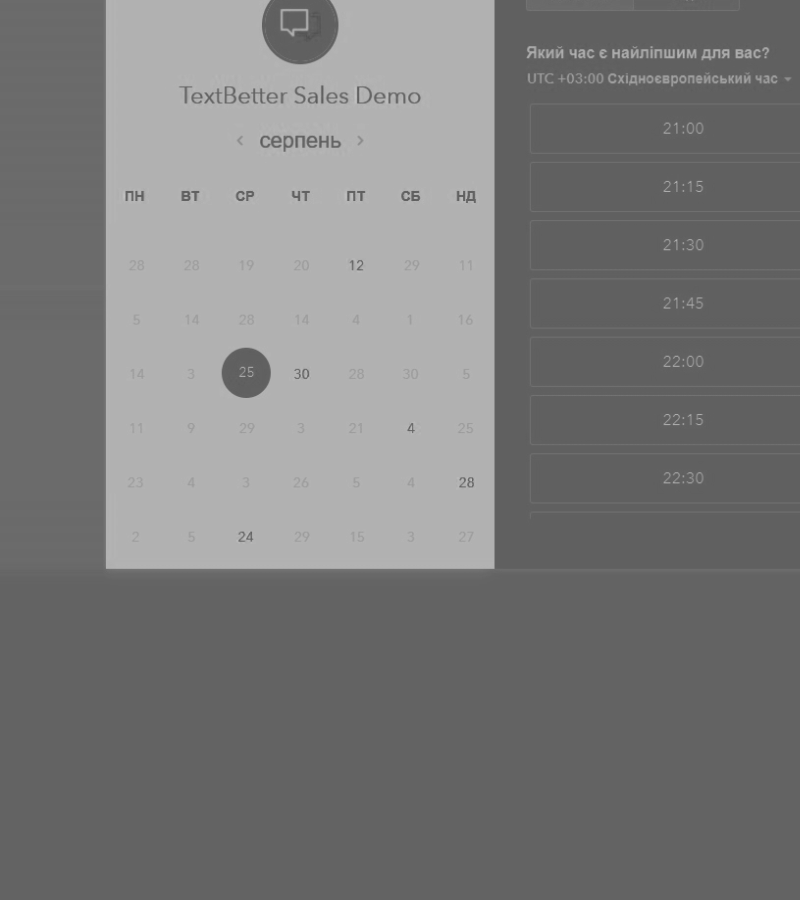 TextBetter Sales Demo
серпень
ПН ВТ СР ЧТ ПТ СБ НД
28 28 19 20 12 29 11
5 14 28 14 4 1 16
14 3 25 30 28 30 5
11 9 29 3 21 4 25
23 4 3 26 5 4 28
2 5 24 29 15 3 27
Який час є найліпшим для вас?
UTC +03:00 Східноєвропейський час
21:00
21:15
21:30
21:45
22:00
22:15
22:30